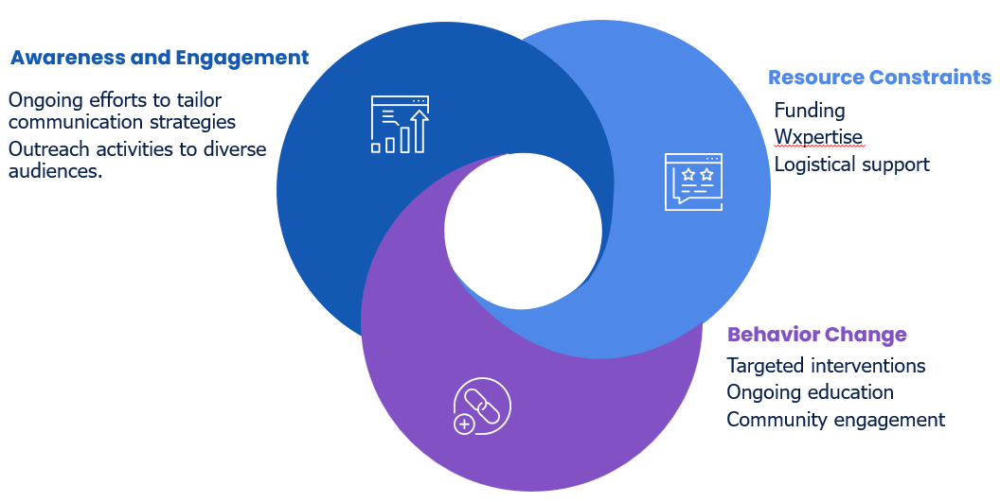 Awareness and Engagement
Ongoing efforts to tailor
communication strategies
Outreach activities to diverse
audiences.
Resource Constraints
Funding
Wxpertise
Logistical support
Behavior Change
Targeted interventions
Ongoing education
Community engagement